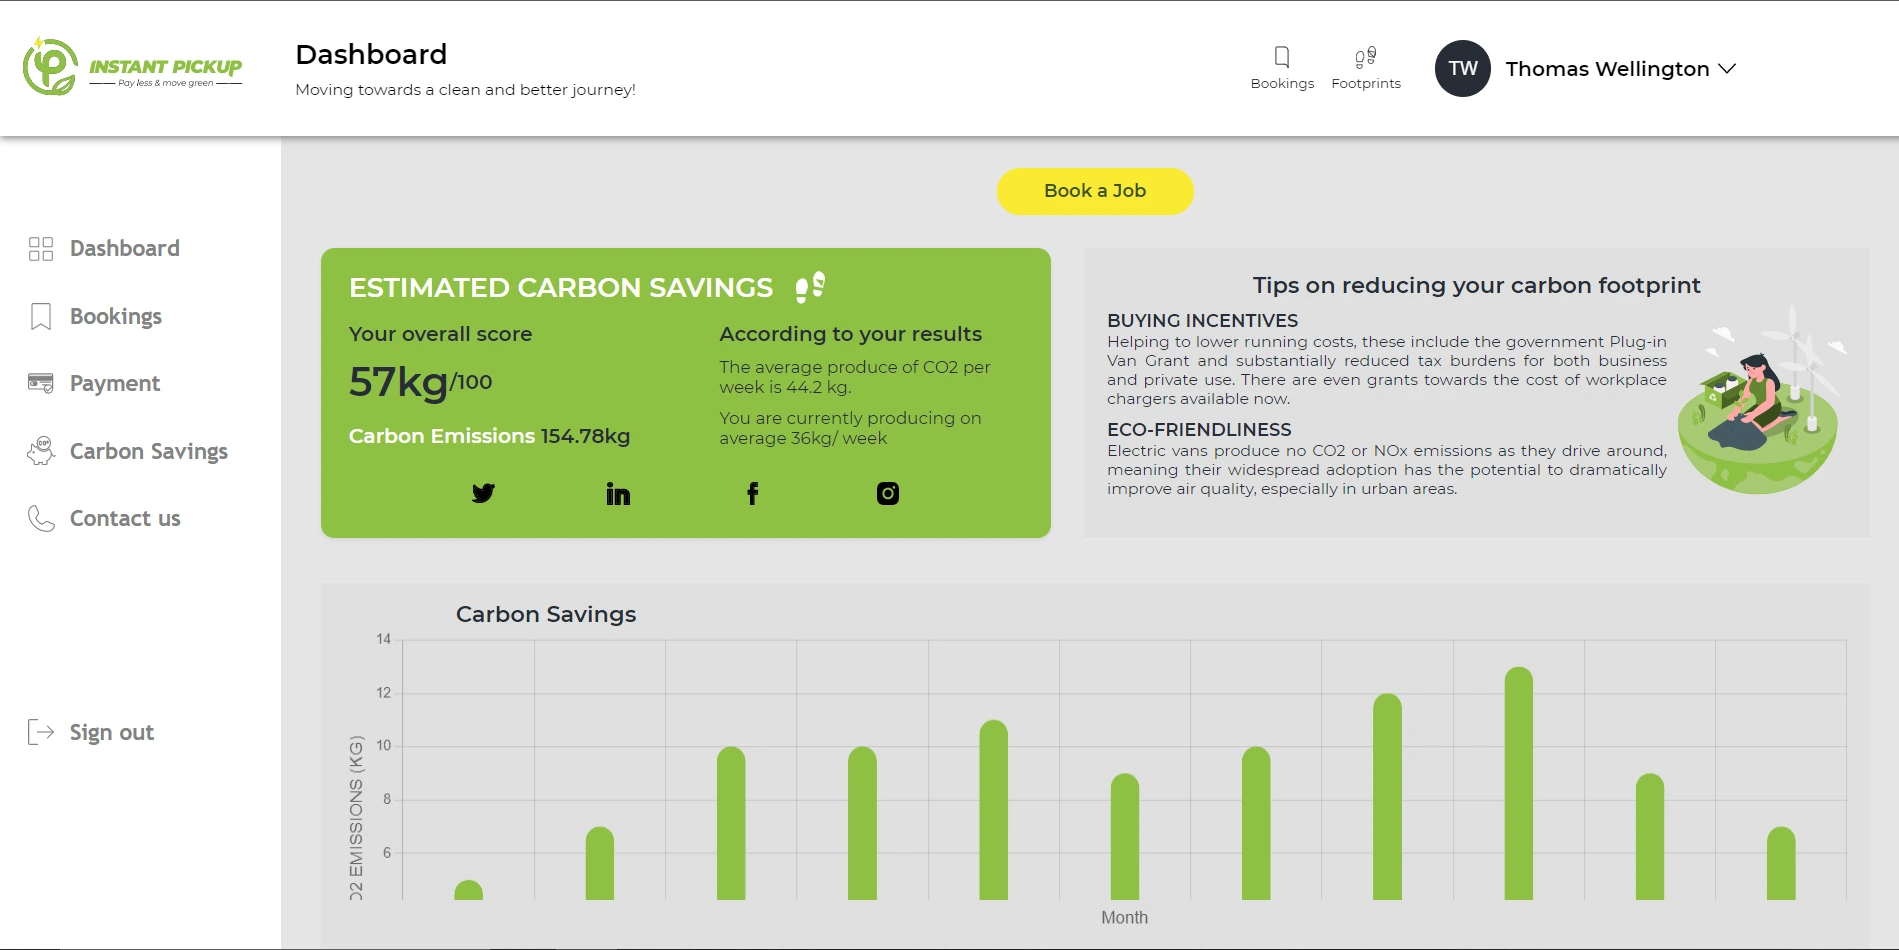 INSTANT PICKUP
Pay less & move green
Dashboard
Moving towards a clean and better journey!
Bookings
Footprints
TW
Thomas Wellington
Dashboard
Bookings
Payment
Carbon Savings
Contact us
Sign out
Book a Job
ESTIMATED CARBON SAVINGS
Your overall score
57kg/100
Carbon Emissions 154.78kg
According to your results
The average produce of CO2 per
week is 44.2 kg.
You are currently producing on
average 36kg/ week
Tips on reducing your carbon footprint
BUYING INCENTIVES
Helping to lower running costs, these include the government Plug-in
Van Grant and substantially reduced tax burdens for both business
and private use. There are even grants towards the cost of workplace
chargers available now.
ECO-FRIENDLINESS
Electric vans produce no CO2 or NOx emissions as they drive around,
meaning their widespread adoption has the potential to dramatically
improve air quality, especially in urban areas.
Carbon Savings
14
12
10
8
6
O2 EMISSIONS (KG)
Month